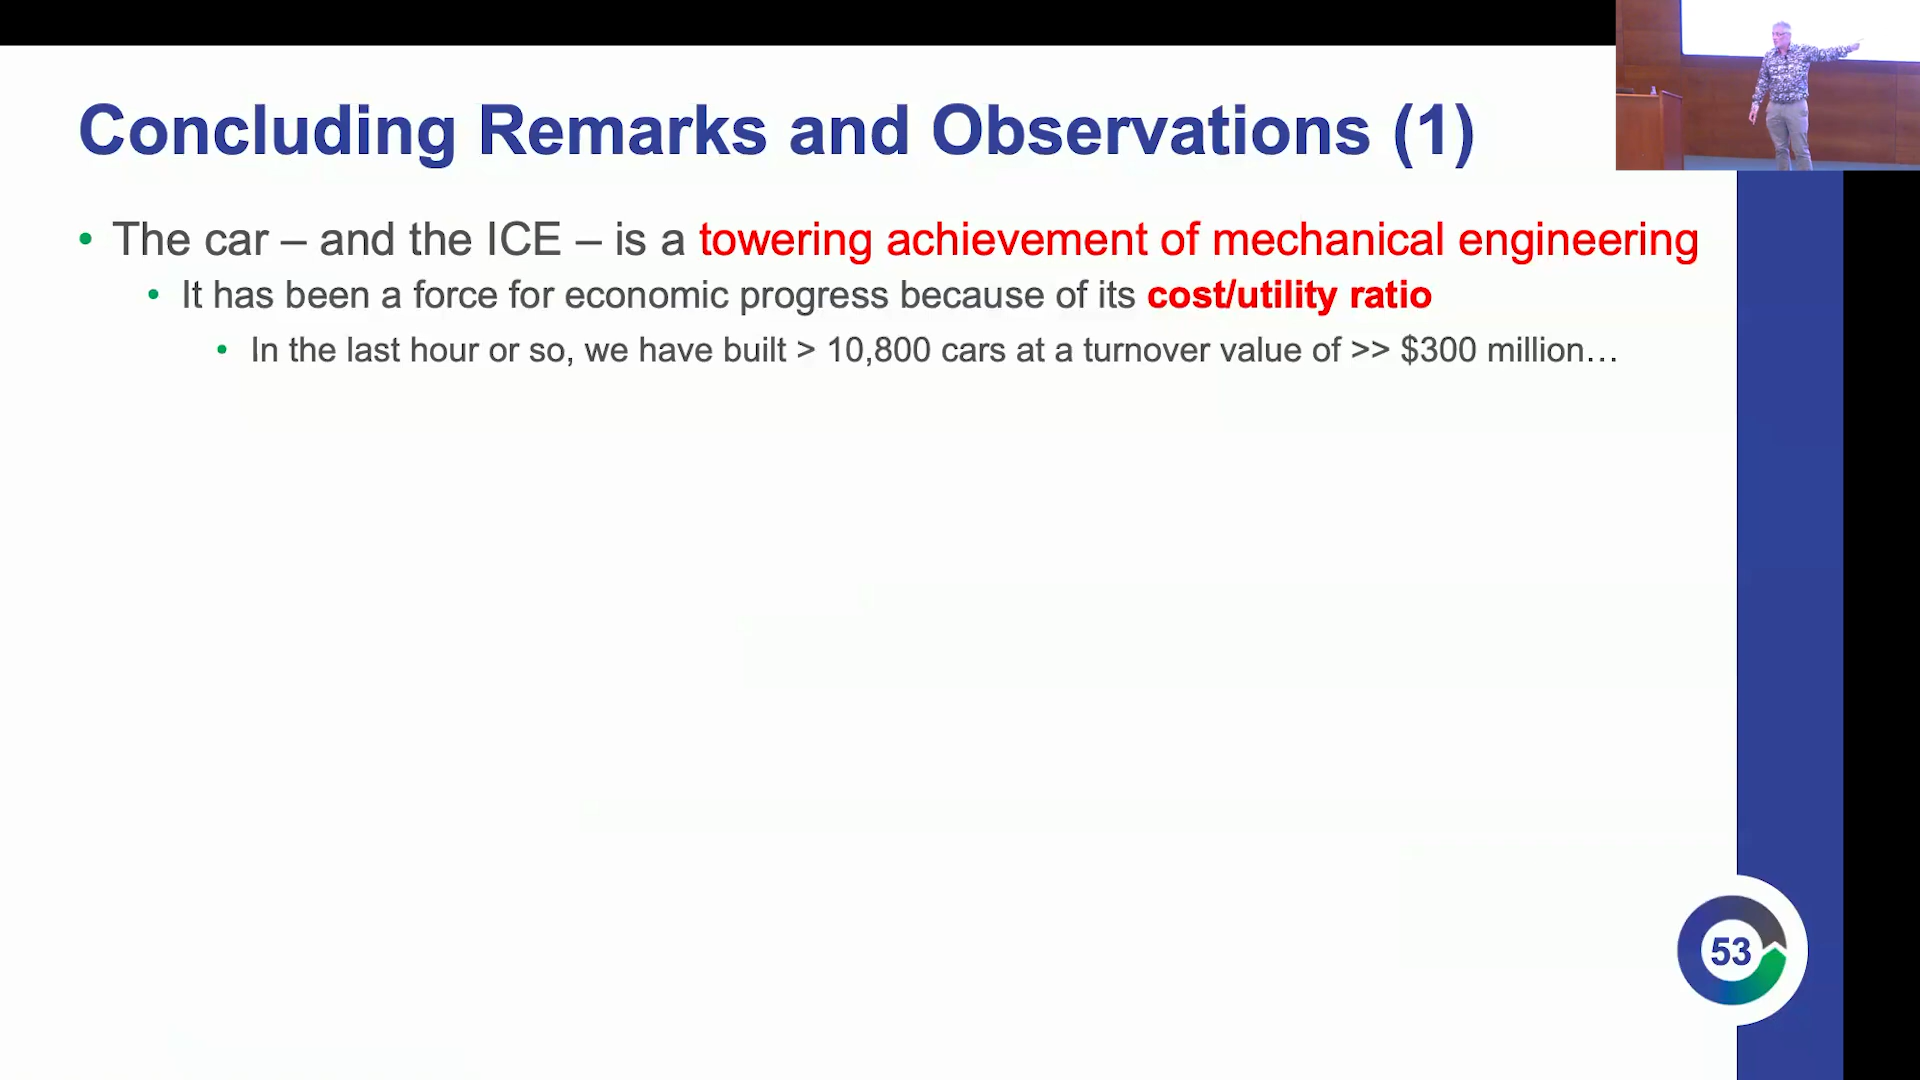 Concluding Remarks and Observations (1)
• The car – and the ICE – is a towering achievement of mechanical engineering
• It has been a force for economic progress because of its cost/utility ratio
• In the last hour or so, we have built > 10,800 cars at a turnover value of >> $300 million…
53